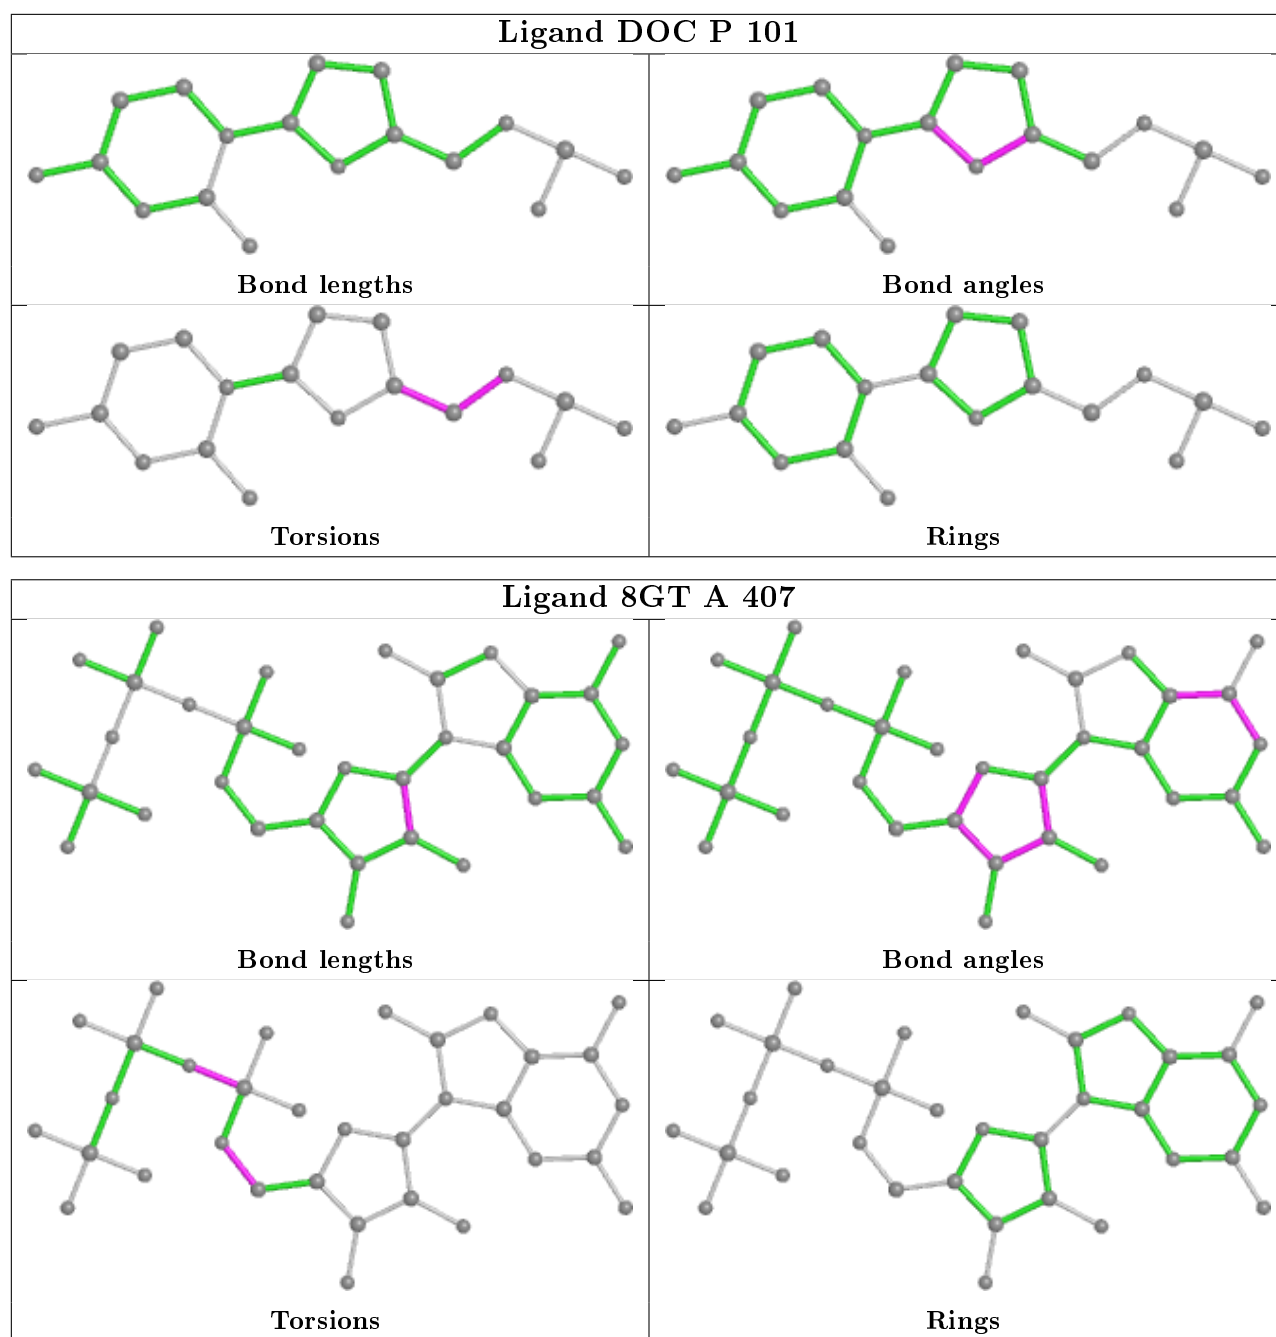 Ligand DOC P 101
Bond lengths
Bond angles
Torsions
Rings
Ligand 8GT A 407
Bond lengths
Bond angles
Torsions
Rings